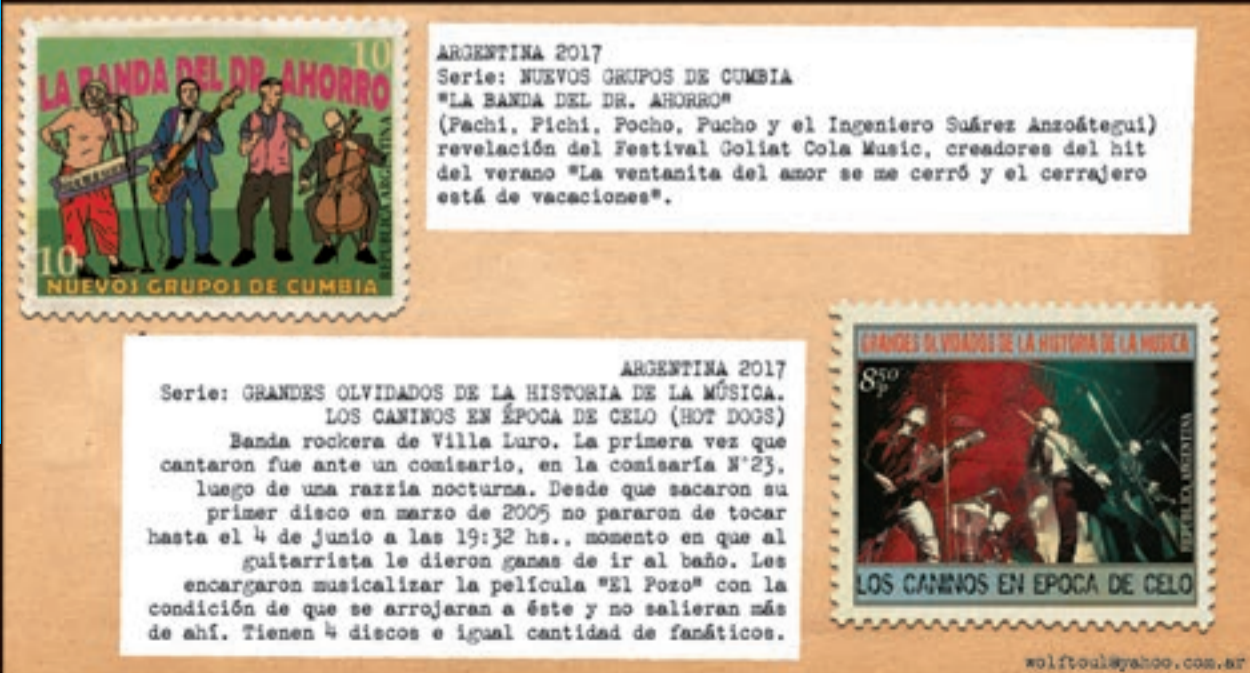 10
LA BANDA DEL DR. AHORRO
REPUBLICA ARGENTINA
10
NUEVOS GRUPOS DE CUMBIA
ARGENTINA 2017
Serie: NUEVOS GRUPOS DE CUMBIA
"LA BANDA DEL DR. AHORRO"
(Pachi, Pichi, Pocho, Pucho y el Ingeniero Suárez Anzoátegui)
revelación del Festival Goliat Cola Music, creadores del hit
del verano "La ventanita del amor se me cerró y el cerrajero
está de vacaciones".
ARGENTINA 2017
Serie: GRANDES OLVIDADOS DE LA HISTORIA DE LA MÚSICA.
LOS CANINOS EN ÉPOCA DE CELO (HOT DOGS)
Banda rockera de Villa Luro. La primera vez que
cantaron fue ante un comisario, en la comisaría N°23,
luego de una razzia nocturna. Desde que sacaron su
primer disco en marzo de 2005 no pararon de tocar
hasta el 4 de junio a las 19:32 hs., momento en que al
guitarrista le dieron ganas de ir al baño. Les
encargaron musicalizar la película "El Pozo" con la
condición de que se arrojaran a éste y no salieran más
de ahí. Tienen 4 discos e igual cantidad de fanáticos.
GRANDES OLVIDADOS DE LA HISTORIA DE LA MUSICA
850
REPUBLICA ARGENTINA
LOS CANINOS EN EPOCA DE CELO
wolftoul@yahoo.com.ar